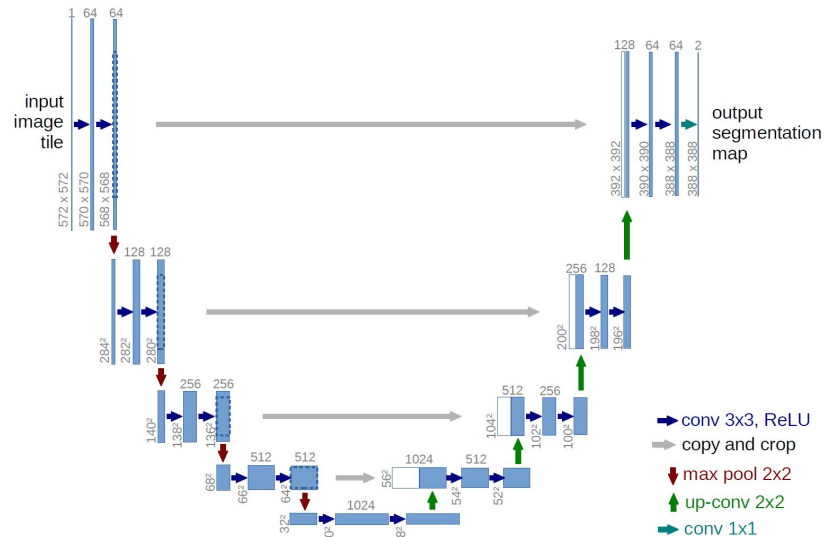 1 64 64
128 64 64 2
input
image
tile
output
segmentation
map
572 x 572
570 x 570
568 x 568
392 x 392
390 x 390
388 x 388
388 x 388
128 128
256 128
284²
282²
280²
200²
198²
196²
256 256
512 256
140²
138²
136²
104²
102²
100²
512 512
1024 512
68²
66²
64²
56²
54²
52²
1024
32²
0²
8²
conv 3x3, ReLU
copy and crop
max pool 2x2
up-conv 2x2
conv 1x1